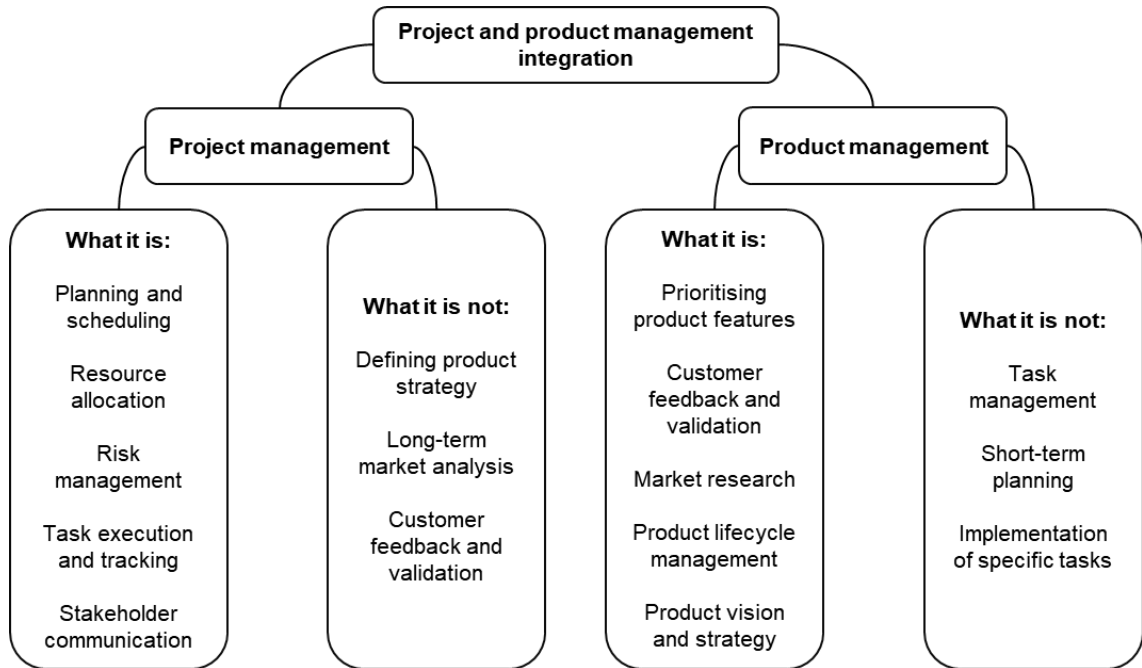 Project and product management
integration
Project management
Product management
What it is:
Planning and
scheduling
Resource
allocation
Risk
management
Task execution
and tracking
Stakeholder
communication
What it is not:
Defining product
strategy
Long-term
market analysis
Customer
feedback and
validation
What it is:
Prioritising
product features
Customer
feedback and
validation
Market research
Product lifecycle
management
Product vision
and strategy
What it is not:
Task
management
Short-term
planning
Implementation
of specific tasks